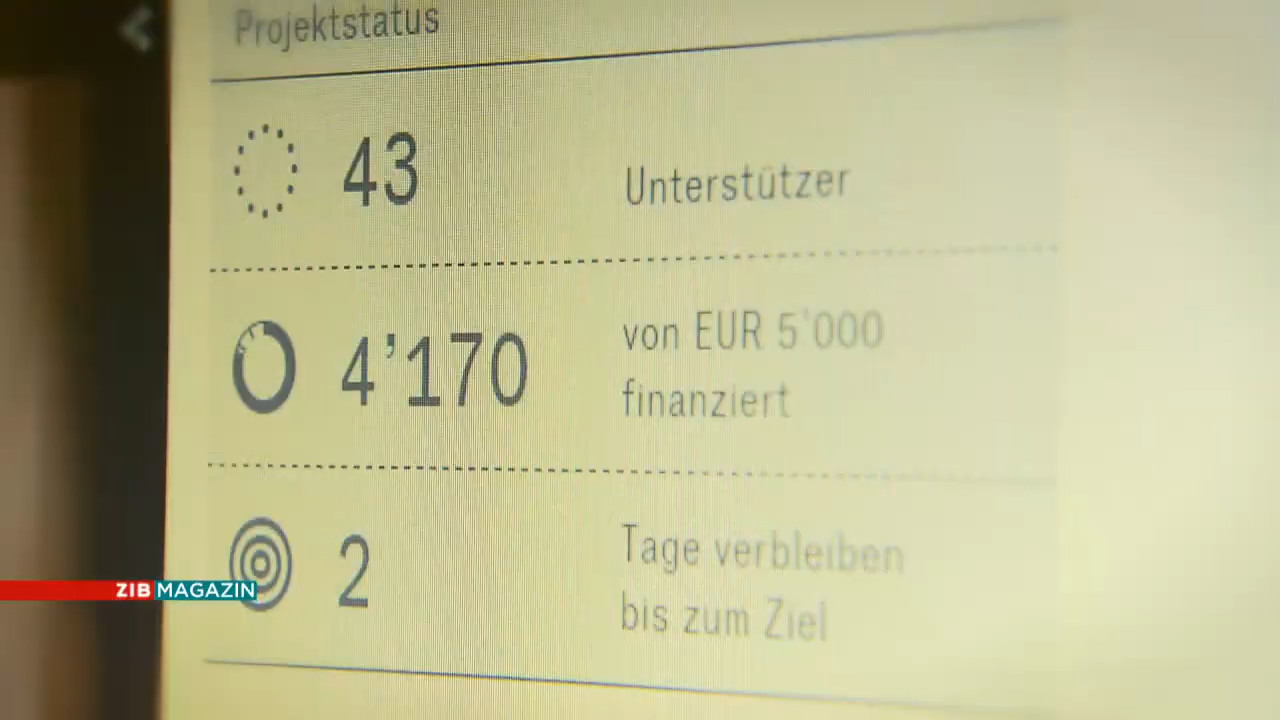 Projektstatus
43 Unterstützer
4'170 von EUR 5'000
finanziert
2 Tage verbleiben
bis zum Ziel
ZIB MAGAZIN